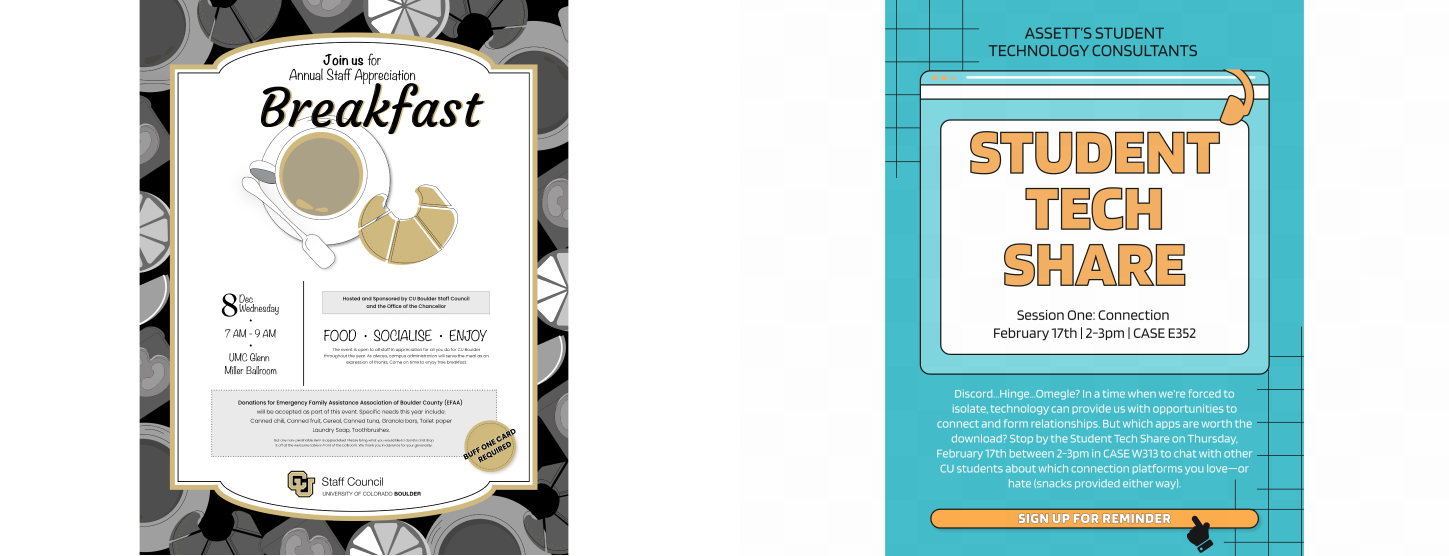 Join us for
Annual Staff Appreciation
Breakfast
8 Dec
Wednesday
•
7 AM - 9 AM
•
UMC Glenn
Miller Ballroom
Hosted and Sponsored by CU Boulder Staff Council
and the Office of the Chancellor
FOOD • SOCIALISE • ENJOY
The event is open to all staff in appreciation for all you do for CU Boulder
throughout the year. As always, campus administration will serve the meal as an
expression of thanks. Come on time to enjoy free breakfast.
Donations for Emergency Family Assistance Association of Boulder County (EFAA)
will be accepted as part of this event. Specific needs this year include:
Canned chili, Canned fruit, Cereal, Canned tuna, Granola bars, Toilet paper
Laundry Soap, Toothbrushes.
BUFF ONE CARD
REQUIRED
CU
Staff Council
UNIVERSITY OF COLORADO BOULDER
ASSETT'S STUDENT
TECHNOLOGY CONSULTANTS
STUDENT
TECH
SHARE
Session One: Connection
February 17th | 2-3pm | CASE E352
Discord...Hinge...Omegle? In a time when we're forced to
isolate, technology can provide us with opportunities to
connect and form relationships. But which apps are worth the
download? Stop by the Student Tech Share on Thursday,
February 17th between 2-3pm in CASE W313 to chat with other
CU students about which connection platforms you love—or
hate (snacks provided either way).
SIGN UP FOR REMINDER